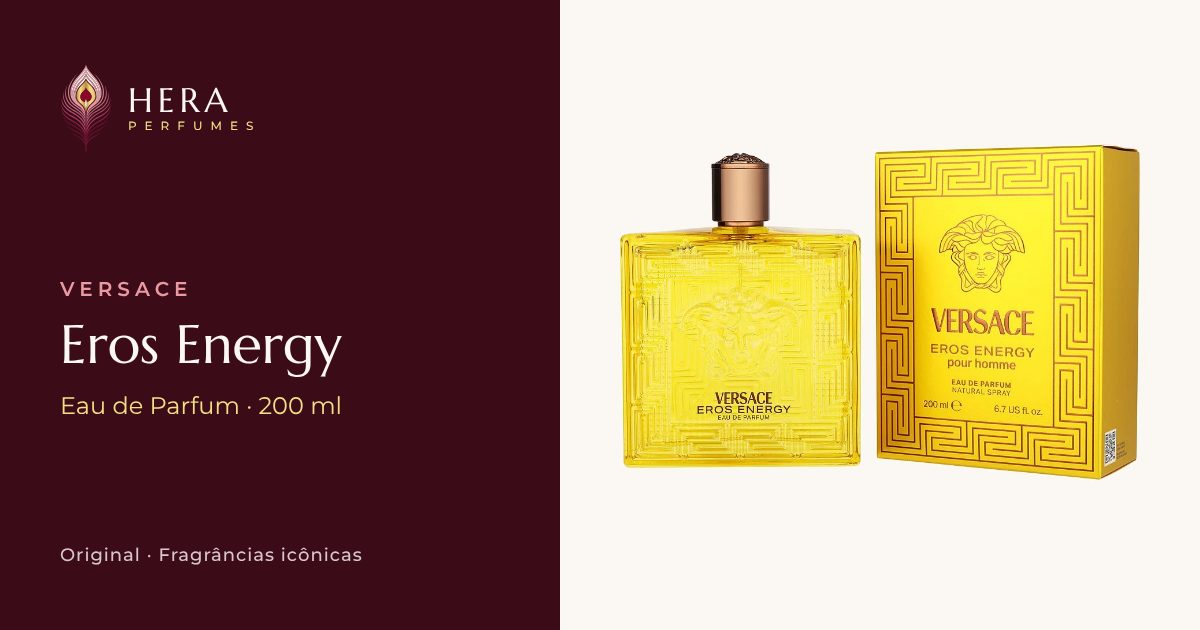 HERA
PERFUMES
VERSACE
Eros Energy
Eau de Parfum · 200 ml
Original · Fragrâncias icônicas
VERSACE
EROS ENERGY
EAU DE PARFUM
VERSACE
EROS ENERGY
pour homme
EAU DE PARFUM
NATURAL SPRAY
200 ml ℮ 6.7 US fl. oz.